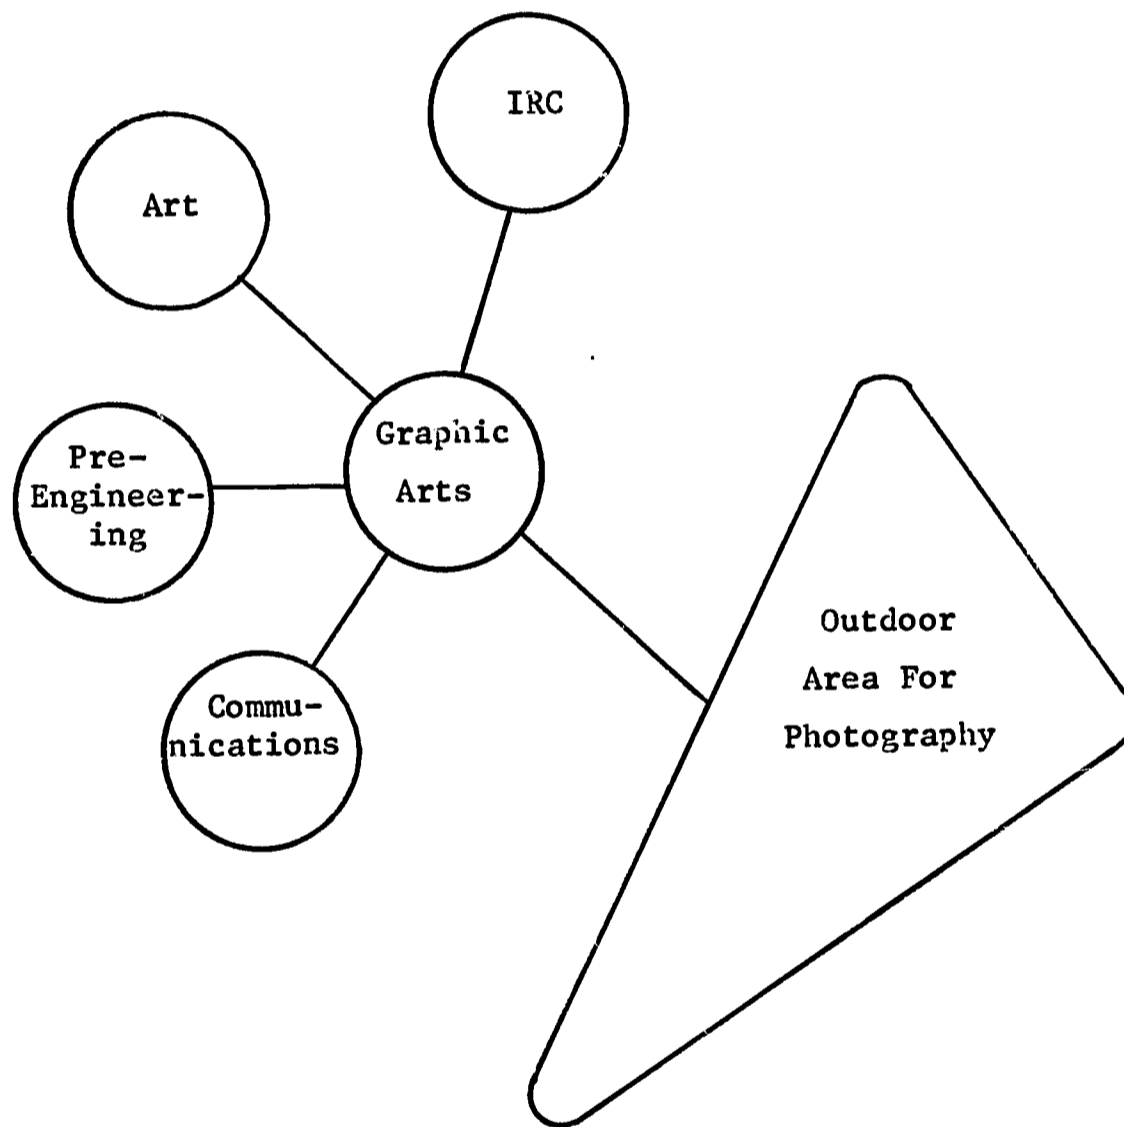 IRC
Art
Graphic
Arts
Pre-
Engineer-
ing
Outdoor
Area For
Photography
Commu-
nications